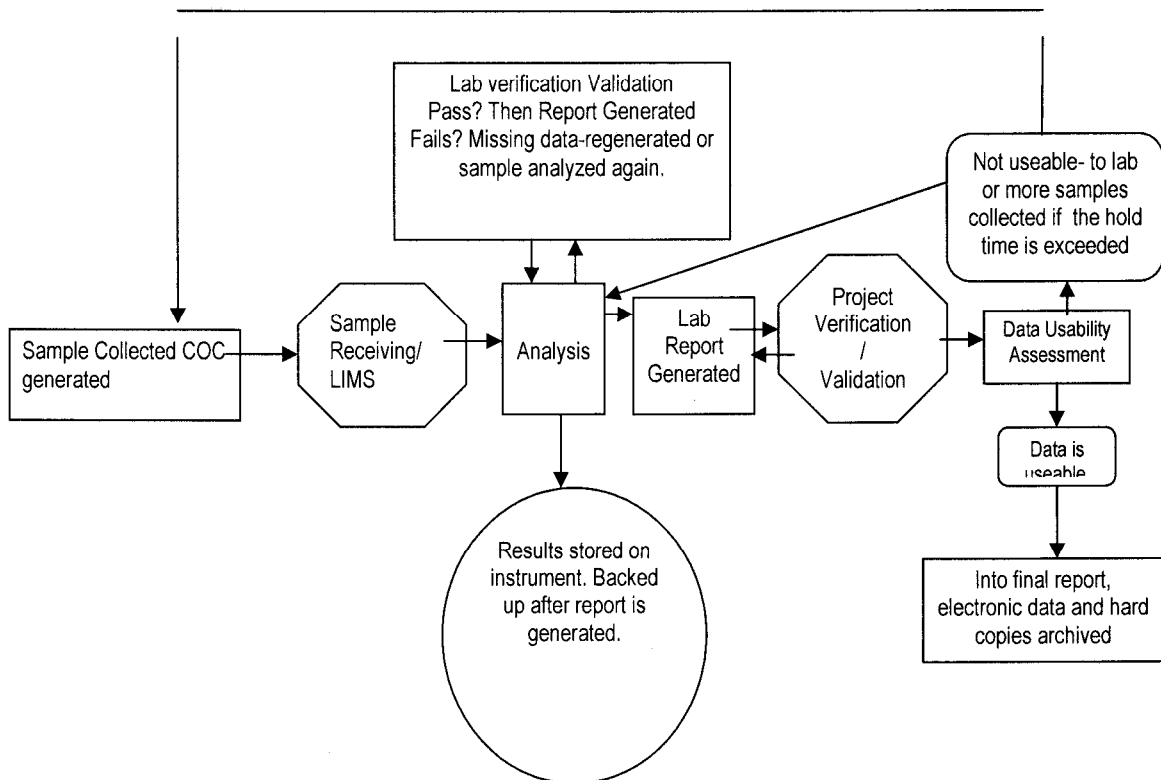 Lab verification Validation
Pass? Then Report Generated
Fails? Missing data-regenerated or
sample analyzed again.
Not useable- to lab
or more samples
collected if the hold
time is exceeded
Sample Collected COC
generated
Sample
Receiving/
LIMS
Analysis
Lab
Report
Generated
Project
Verification
/
Validation
Data Usability
Assessment
Data is
useable
Results stored on
instrument. Backed
up after report is
generated.
Into final report,
electronic data and hard
copies archived